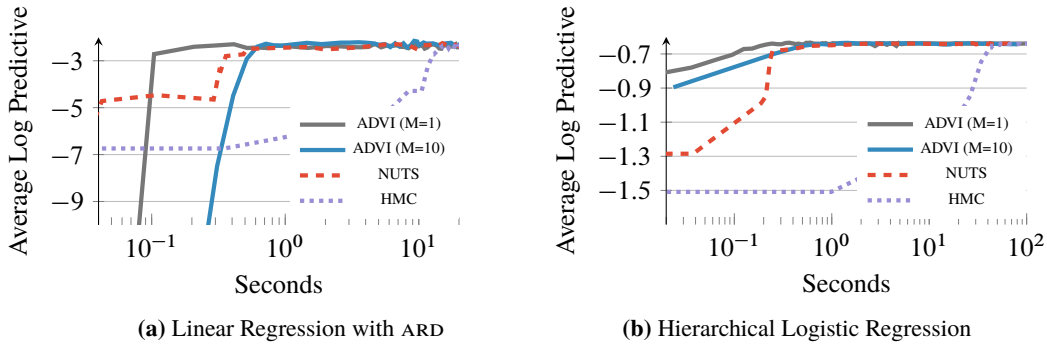 Average Log Predictive
−3
−5
−7
−9
ADVI (M=1)
ADVI (M=10)
NUTS
HMC
10^−1
10^0
10^1
Seconds
(a) Linear Regression with ARD
Average Log Predictive
−0.7
−0.9
−1.1
−1.3
−1.5
ADVI (M=1)
ADVI (M=10)
NUTS
HMC
10^−1
10^0
10^1
10^2
Seconds
(b) Hierarchical Logistic Regression